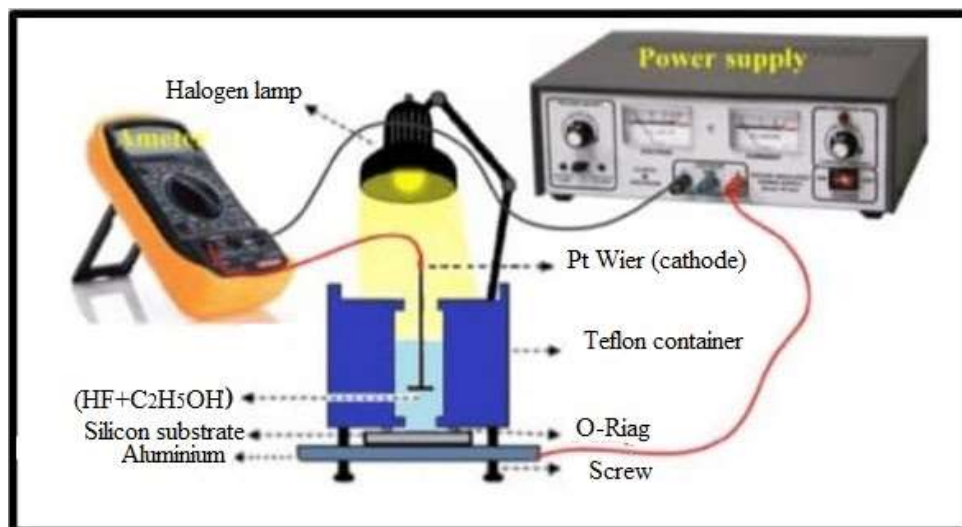 Power supply
Halogen lamp
Ameter
Pt Wier (cathode)
Teflon container
(HF+C2H5OH)
Silicon substrate
O-Riag
Aluminium
Screw